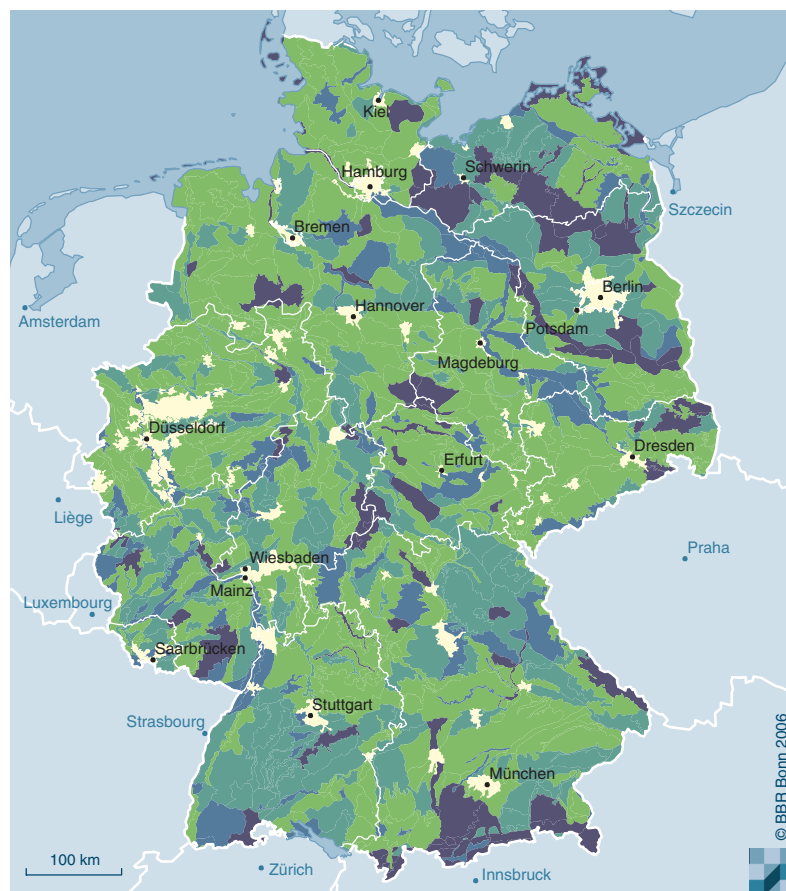 Kiel
Schwerin
Hamburg
Szczecin
Bremen
Berlin
Hannover
Amsterdam
Potsdam
Magdeburg
Düsseldorf
Dresden
Erfurt
Liège
Praha
Wiesbaden
Mainz
Luxembourg
Saarbrücken
Stuttgart
Strasbourg
München
© BBR Bonn 2006
100 km
Zürich
Innsbruck